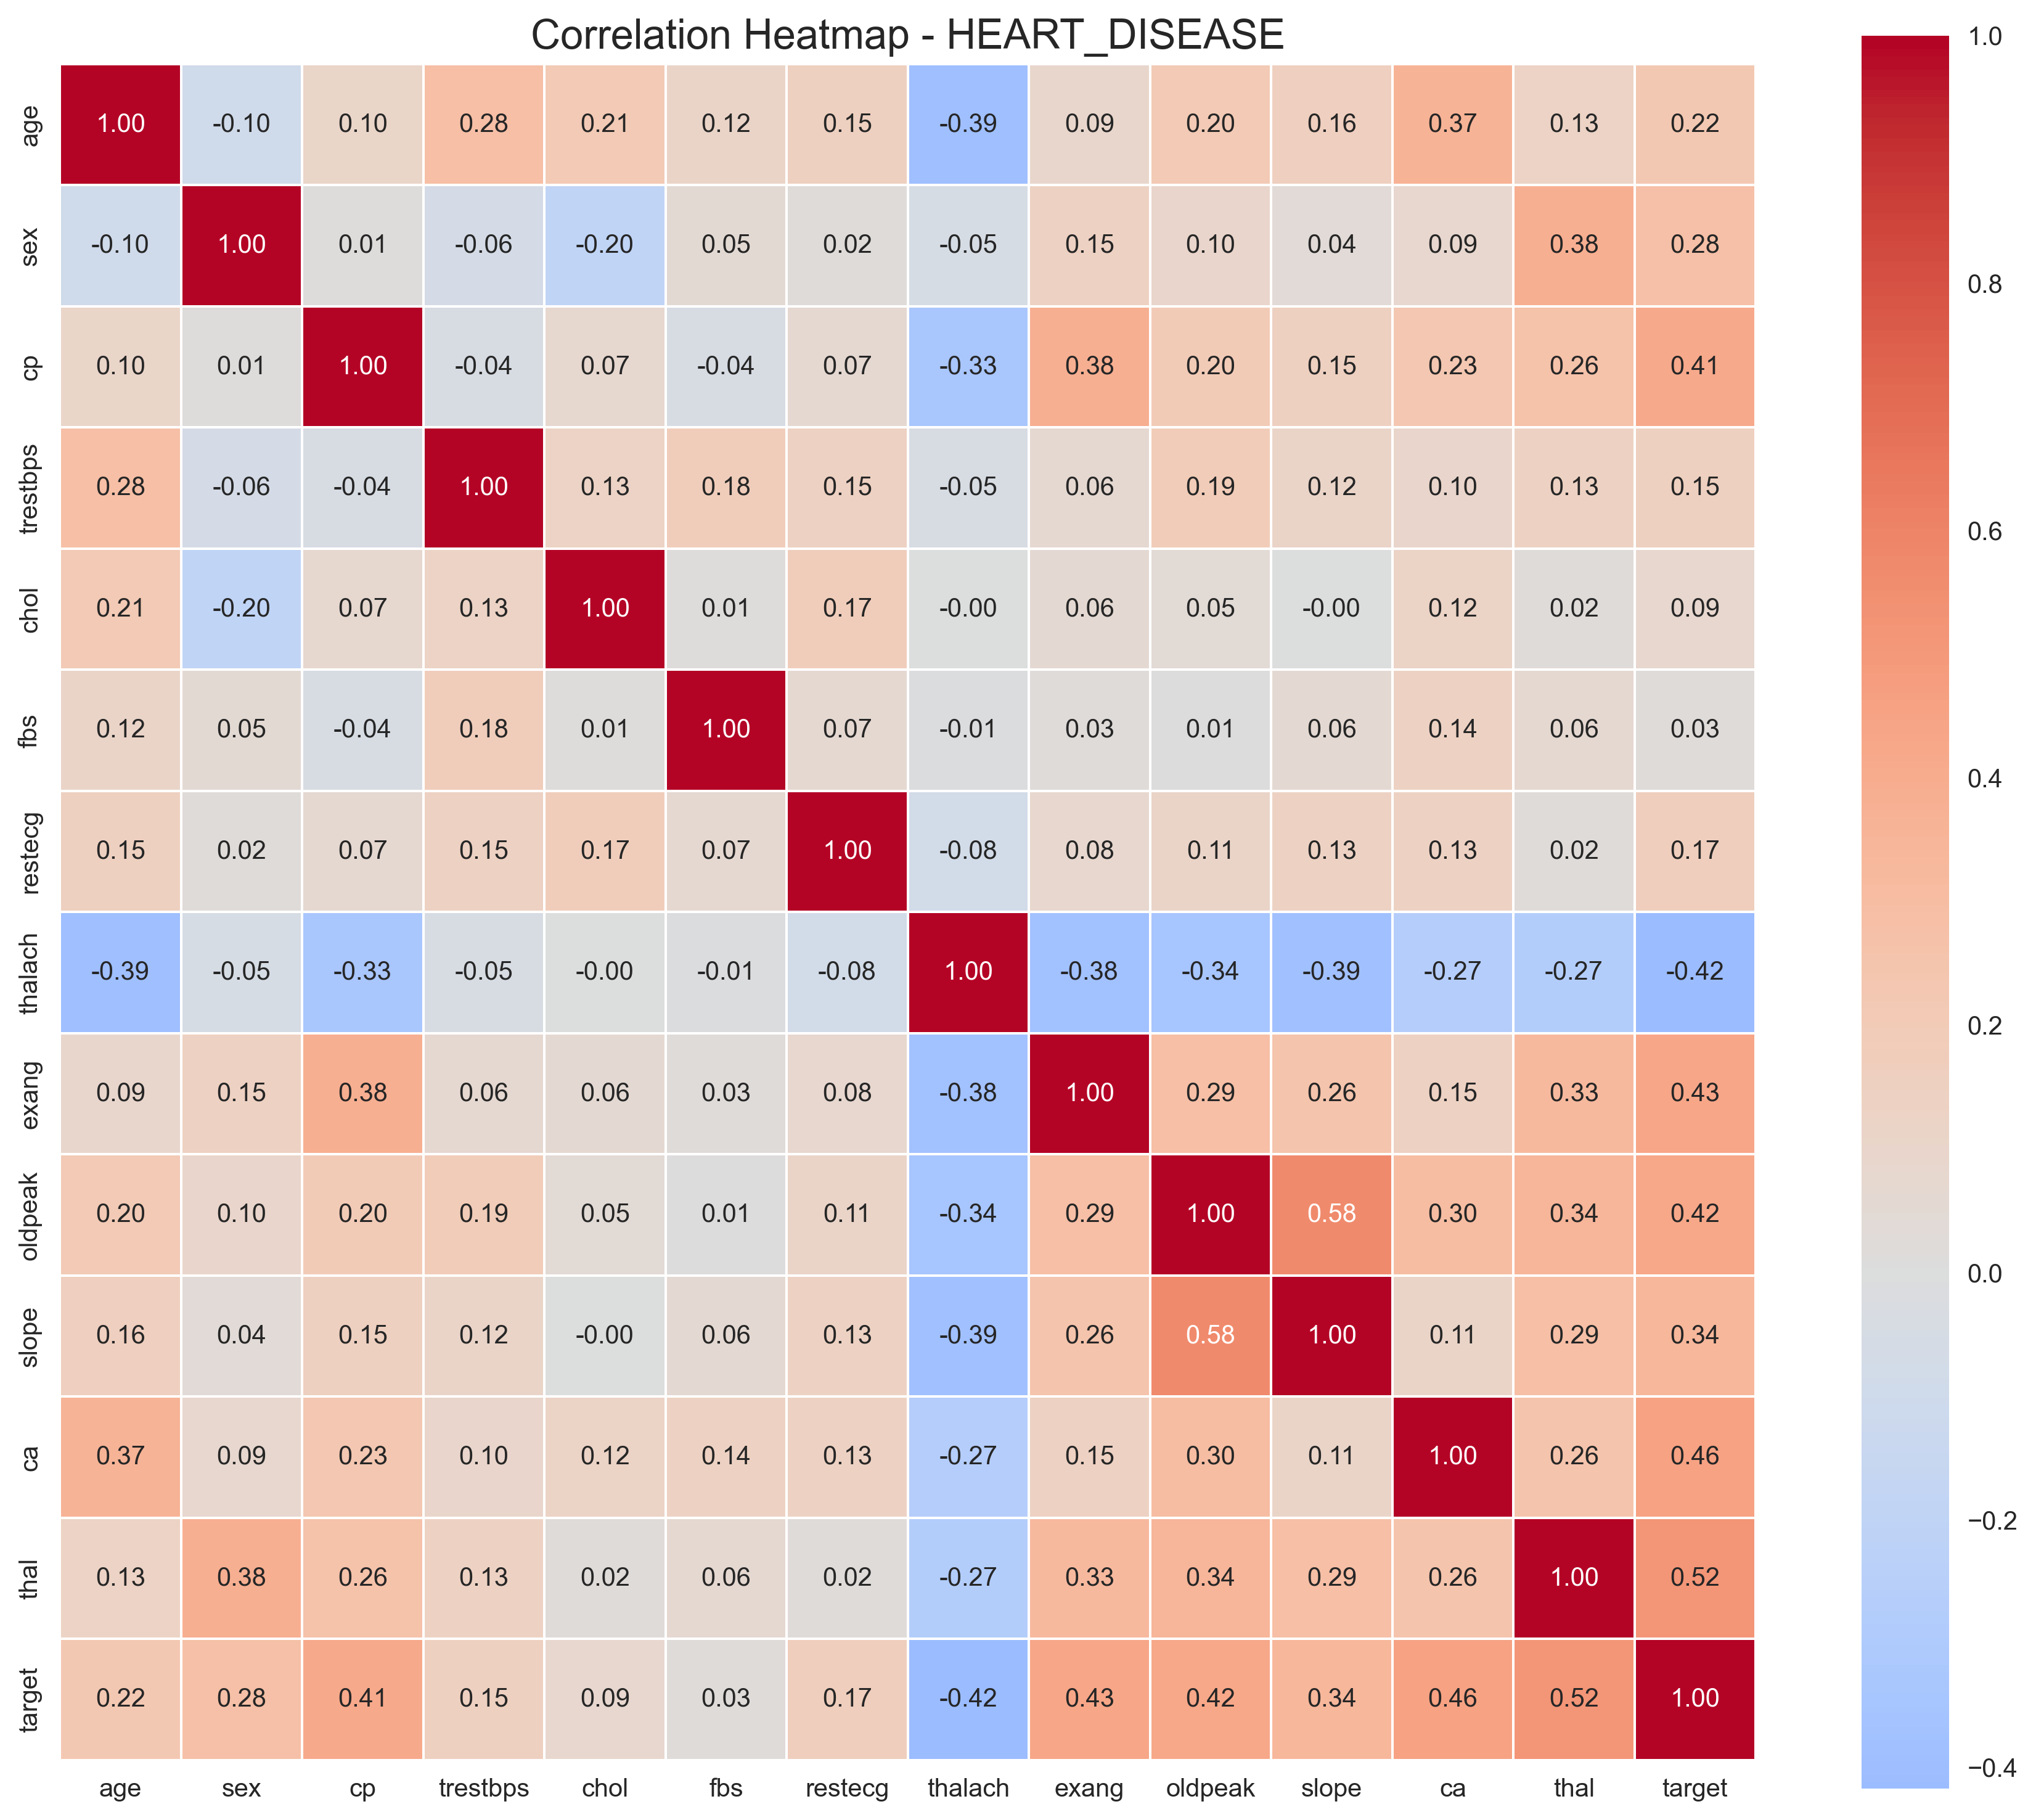 Correlation Heatmap - HEART_DISEASE
age 1.00 -0.10 0.10 0.28 0.21 0.12 0.15 -0.39 0.09 0.20 0.16 0.37 0.13 0.22
sex -0.10 1.00 0.01 -0.06 -0.20 0.05 0.02 -0.05 0.15 0.10 0.04 0.09 0.38 0.28
cp 0.10 0.01 1.00 -0.04 0.07 -0.04 0.07 -0.33 0.38 0.20 0.15 0.23 0.26 0.41
trestbps 0.28 -0.06 -0.04 1.00 0.13 0.18 0.15 -0.05 0.06 0.19 0.12 0.10 0.13 0.15
chol 0.21 -0.20 0.07 0.13 1.00 0.01 0.17 -0.00 0.06 0.05 -0.00 0.12 0.02 0.09
fbs 0.12 0.05 -0.04 0.18 0.01 1.00 0.07 -0.01 0.03 0.01 0.06 0.14 0.06 0.03
restecg 0.15 0.02 0.07 0.15 0.17 0.07 1.00 -0.08 0.08 0.11 0.13 0.13 0.02 0.17
thalach -0.39 -0.05 -0.33 -0.05 -0.00 -0.01 -0.08 1.00 -0.38 -0.34 -0.39 -0.27 -0.27 -0.42
exang 0.09 0.15 0.38 0.06 0.06 0.03 0.08 -0.38 1.00 0.29 0.26 0.15 0.33 0.43
oldpeak 0.20 0.10 0.20 0.19 0.05 0.01 0.11 -0.34 0.29 1.00 0.58 0.30 0.34 0.42
slope 0.16 0.04 0.15 0.12 -0.00 0.06 0.13 -0.39 0.26 0.58 1.00 0.11 0.29 0.34
ca 0.37 0.09 0.23 0.10 0.12 0.14 0.13 -0.27 0.15 0.30 0.11 1.00 0.26 0.46
thal 0.13 0.38 0.26 0.13 0.02 0.06 0.02 -0.27 0.33 0.34 0.29 0.26 1.00 0.52
target 0.22 0.28 0.41 0.15 0.09 0.03 0.17 -0.42 0.43 0.42 0.34 0.46 0.52 1.00
age sex cp trestbps chol fbs restecg thalach exang oldpeak slope ca thal target
1.0
0.8
0.6
0.4
0.2
0.0
−0.2
−0.4